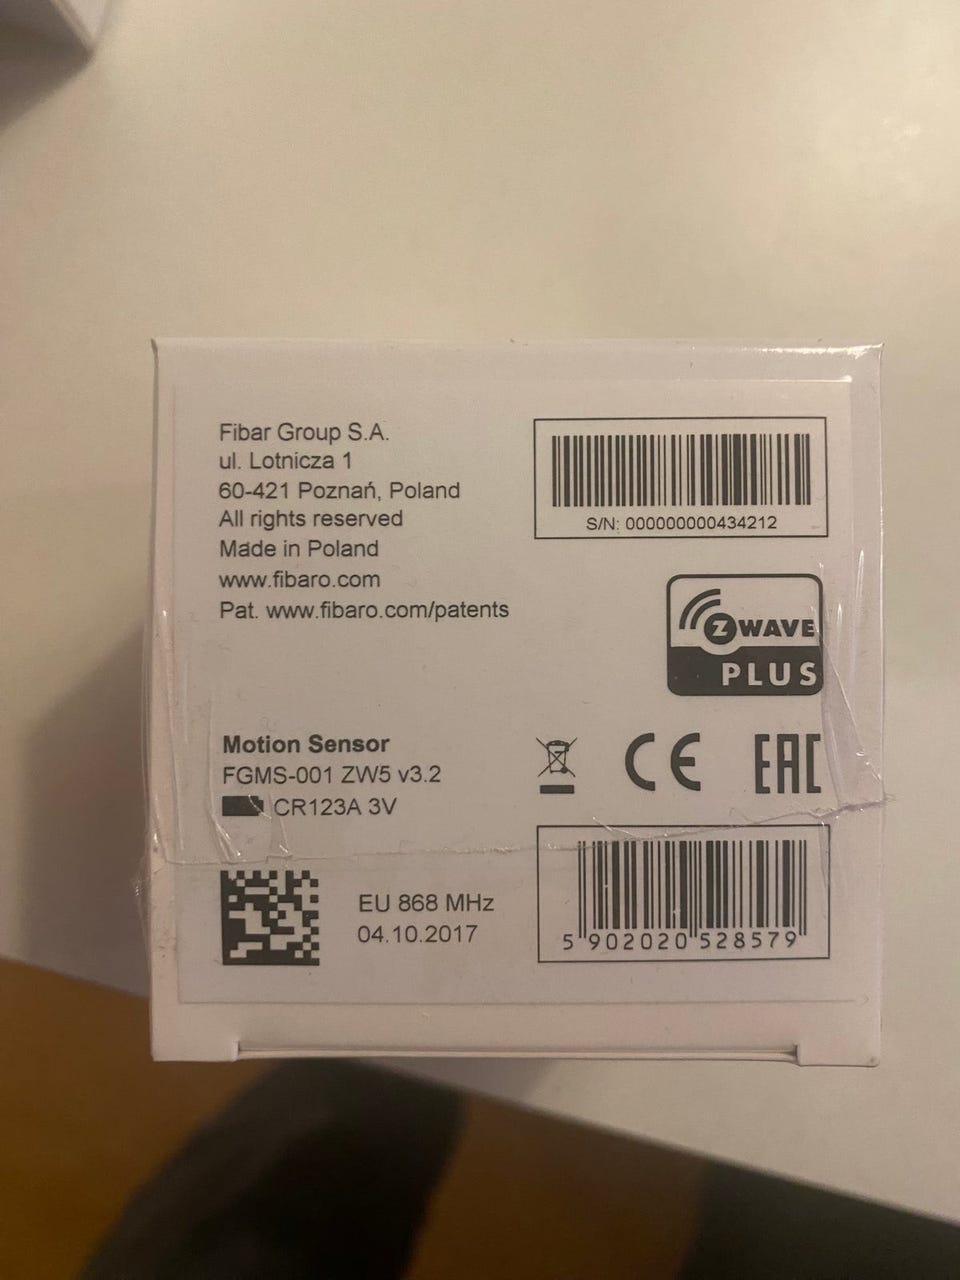 Fibar Group S.A.
ul. Lotnicza 1
60-421 Poznań, Poland
All rights reserved
Made in Poland
www.fibaro.com
Pat. www.fibaro.com/patents
S/N: 000000000434212
Z WAVE
PLUS
Motion Sensor
FGMS-001 ZW5 v3.2
CR123A 3V
CE
EAC
EU 868 MHz
04.10.2017
5 902020 528579